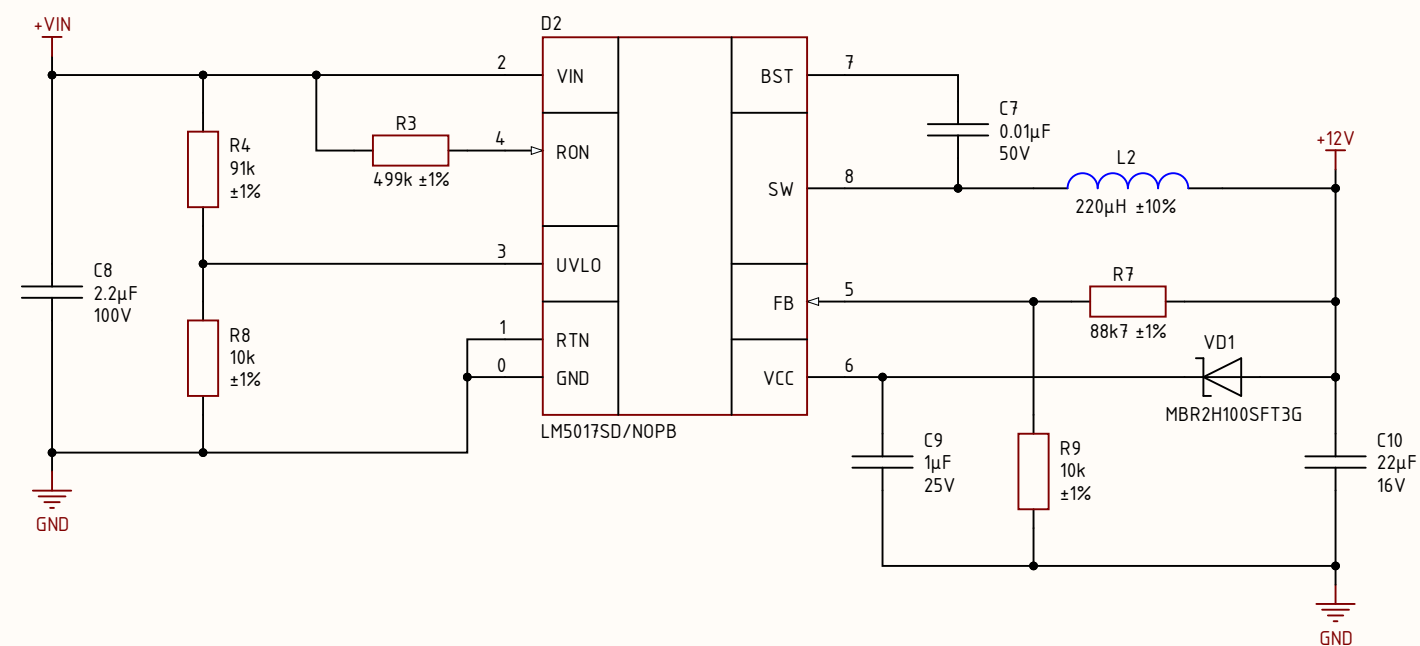 +VIN
D2
2
VIN
BST
7
R3
4
RON
499k ±1%
R4
91k
±1%
C7
0.01µF
50V
+12V
L2
220µH ±10%
SW
8
3
UVLO
C8
2.2µF
100V
R8
10k
±1%
FB
5
R7
88k7 ±1%
1
RTN
0
GND
VCC
6
VD1
MBR2H100SFT3G
LM5017SD/NOPB
C9
1µF
25V
R9
10k
±1%
C10
22µF
16V
GND
GND